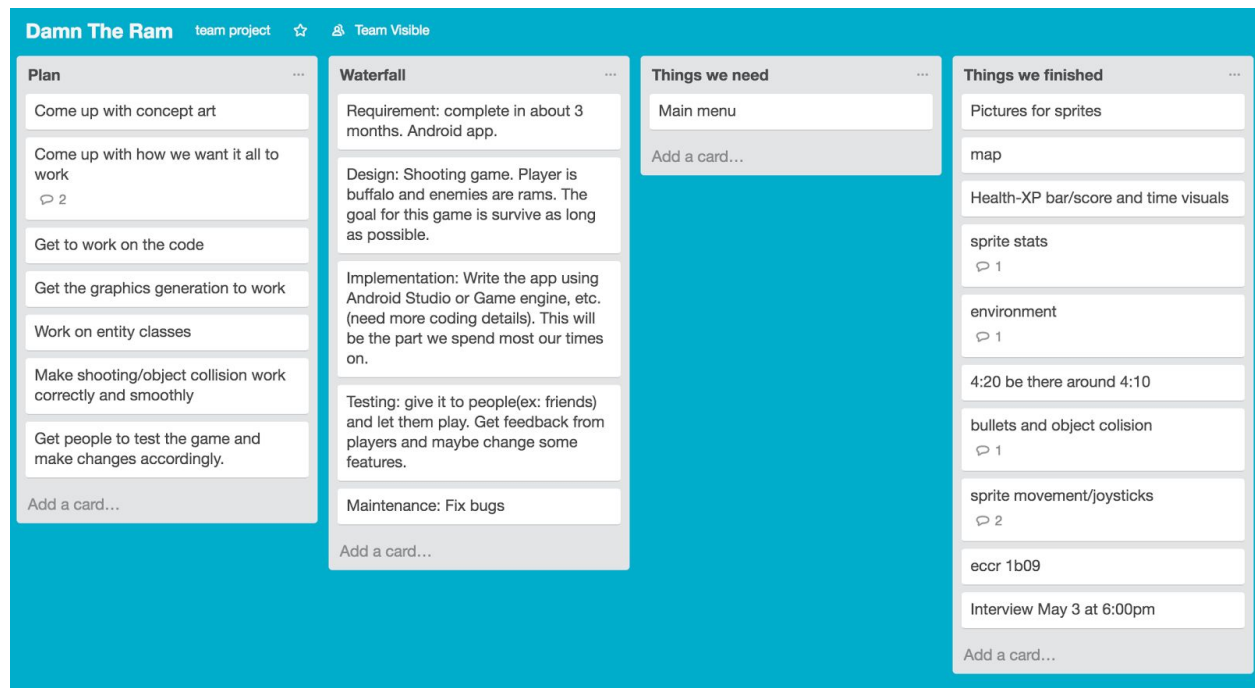 Damn The Ram team project Team Visible
Plan ...
Come up with concept art
Come up with how we want it all to
work
2
Get to work on the code
Get the graphics generation to work
Work on entity classes
Make shooting/object collision work
correctly and smoothly
Get people to test the game and
make changes accordingly.
Add a card...
Waterfall ...
Requirement: complete in about 3
months. Android app.
Design: Shooting game. Player is
buffalo and enemies are rams. The
goal for this game is survive as long
as possible.
Implementation: Write the app using
Android Studio or Game engine, etc.
(need more coding details). This will
be the part we spend most our times
on.
Testing: give it to people(ex: friends)
and let them play. Get feedback from
players and maybe change some
features.
Maintenance: Fix bugs
Add a card...
Things we need ...
Main menu
Add a card...
Things we finished ...
Pictures for sprites
map
Health-XP bar/score and time visuals
sprite stats
1
environment
1
4:20 be there around 4:10
bullets and object colision
1
sprite movement/joysticks
2
eccr 1b09
Interview May 3 at 6:00pm
Add a card...